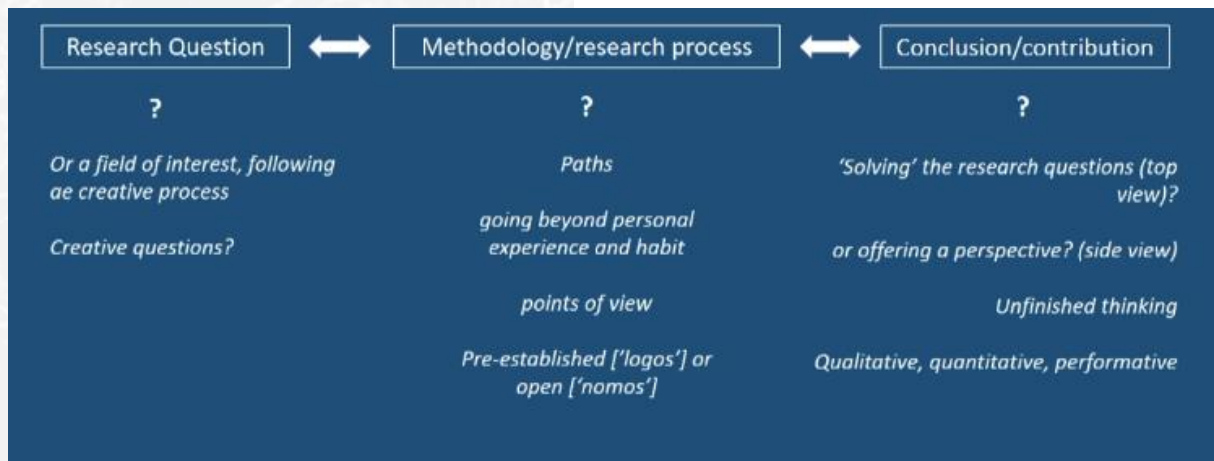 Research Question
Methodology/research process
Conclusion/contribution
?
?
?
Or a field of interest, following
ae creative process
Creative questions?
Paths
going beyond personal
experience and habit
points of view
Pre-established ['logos'] or
open ['nomos']
'Solving' the research questions (top
view)?
or offering a perspective? (side view)
Unfinished thinking
Qualitative, quantitative, performative